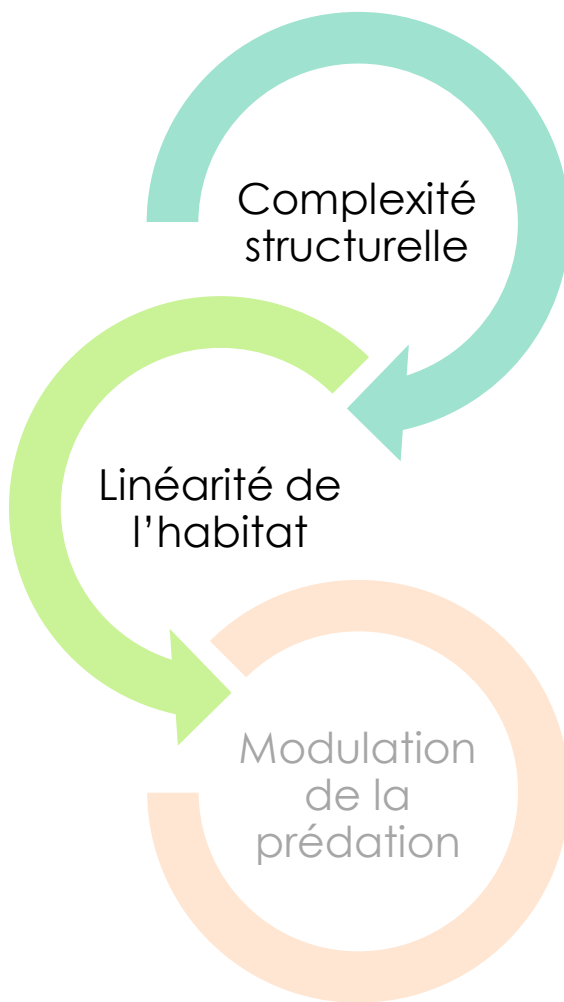 Complexité
structurelle
Linéarité de
l’habitat
Modulation
de la
prédation